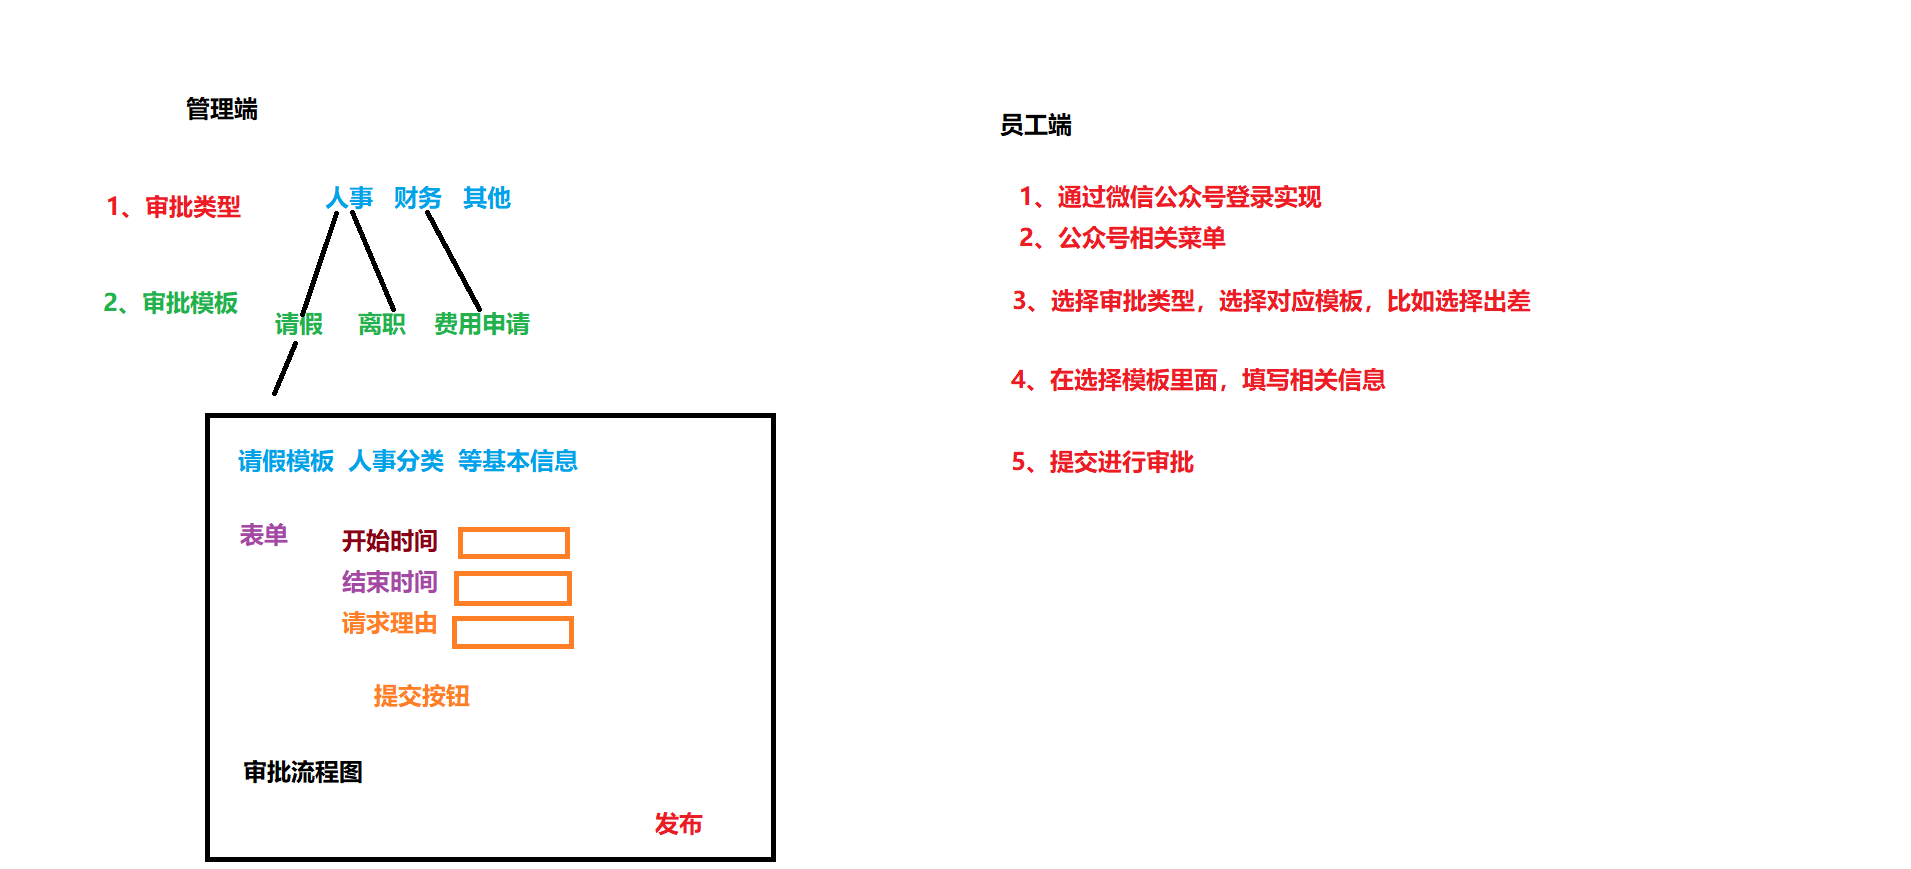 管理端
1、审批类型
人事 财务 其他
2、审批模板
请假 离职 费用申请
请假模板 人事分类 等基本信息
表单
开始时间
结束时间
请求理由
提交按钮
审批流程图
发布
员工端
1、通过微信公众号登录实现
2、公众号相关菜单
3、选择审批类型，选择对应模板，比如选择出差
4、在选择模板里面，填写相关信息
5、提交进行审批